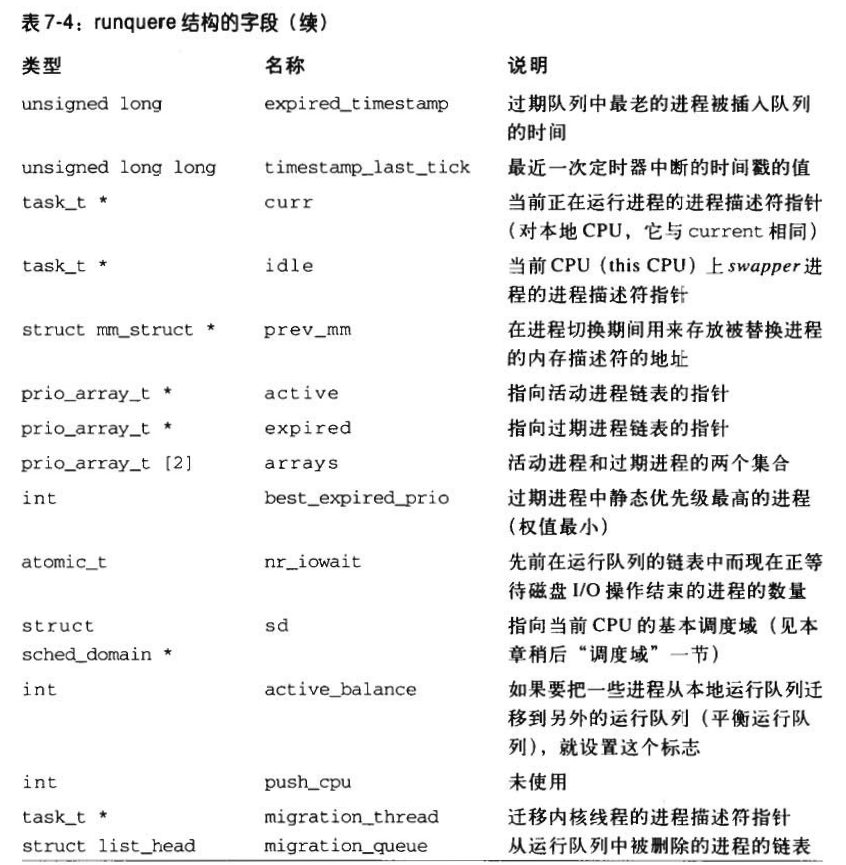 表7-4：runquere 结构的字段（续）
类型 名称 说明
unsigned long expired_timestamp 过期队列中最老的进程被插入队列
的时间
unsigned long long timestamp_last_tick 最近一次定时器中断的时间戳的值
task_t * curr 当前正在运行进程的进程描述符指针
（对本地CPU，它与 current 相同）
task_t * idle 当前CPU（this CPU）上 swapper 进
程的进程描述符指针
struct mm_struct * prev_mm 在进程切换期间用来存放被替换进程
的内存描述符的地址
prio_array_t * active 指向活动进程链表的指针
prio_array_t * expired 指向过期进程链表的指针
prio_array_t [2] arrays 活动进程和过期进程的两个集合
int best_expired_prio 过期进程中静态优先级最高的进程
（权值最小）
atomic_t nr_iowait 先前在运行队列的链表中而现在正等
待磁盘 I/O 操作结束的进程的数量
struct sd 指向当前 CPU 的基本调度域（见本
sched_domain * 章稍后“调度域”一节）
int active_balance 如果要把一些进程从本地运行队列迁
移到另外的运行队列（平衡运行队
列），就设置这个标志
int push_cpu 未使用
task_t * migration_thread 迁移内核线程的进程描述符指针
struct list_head migration_queue 从运行队列中被删除的进程的链表